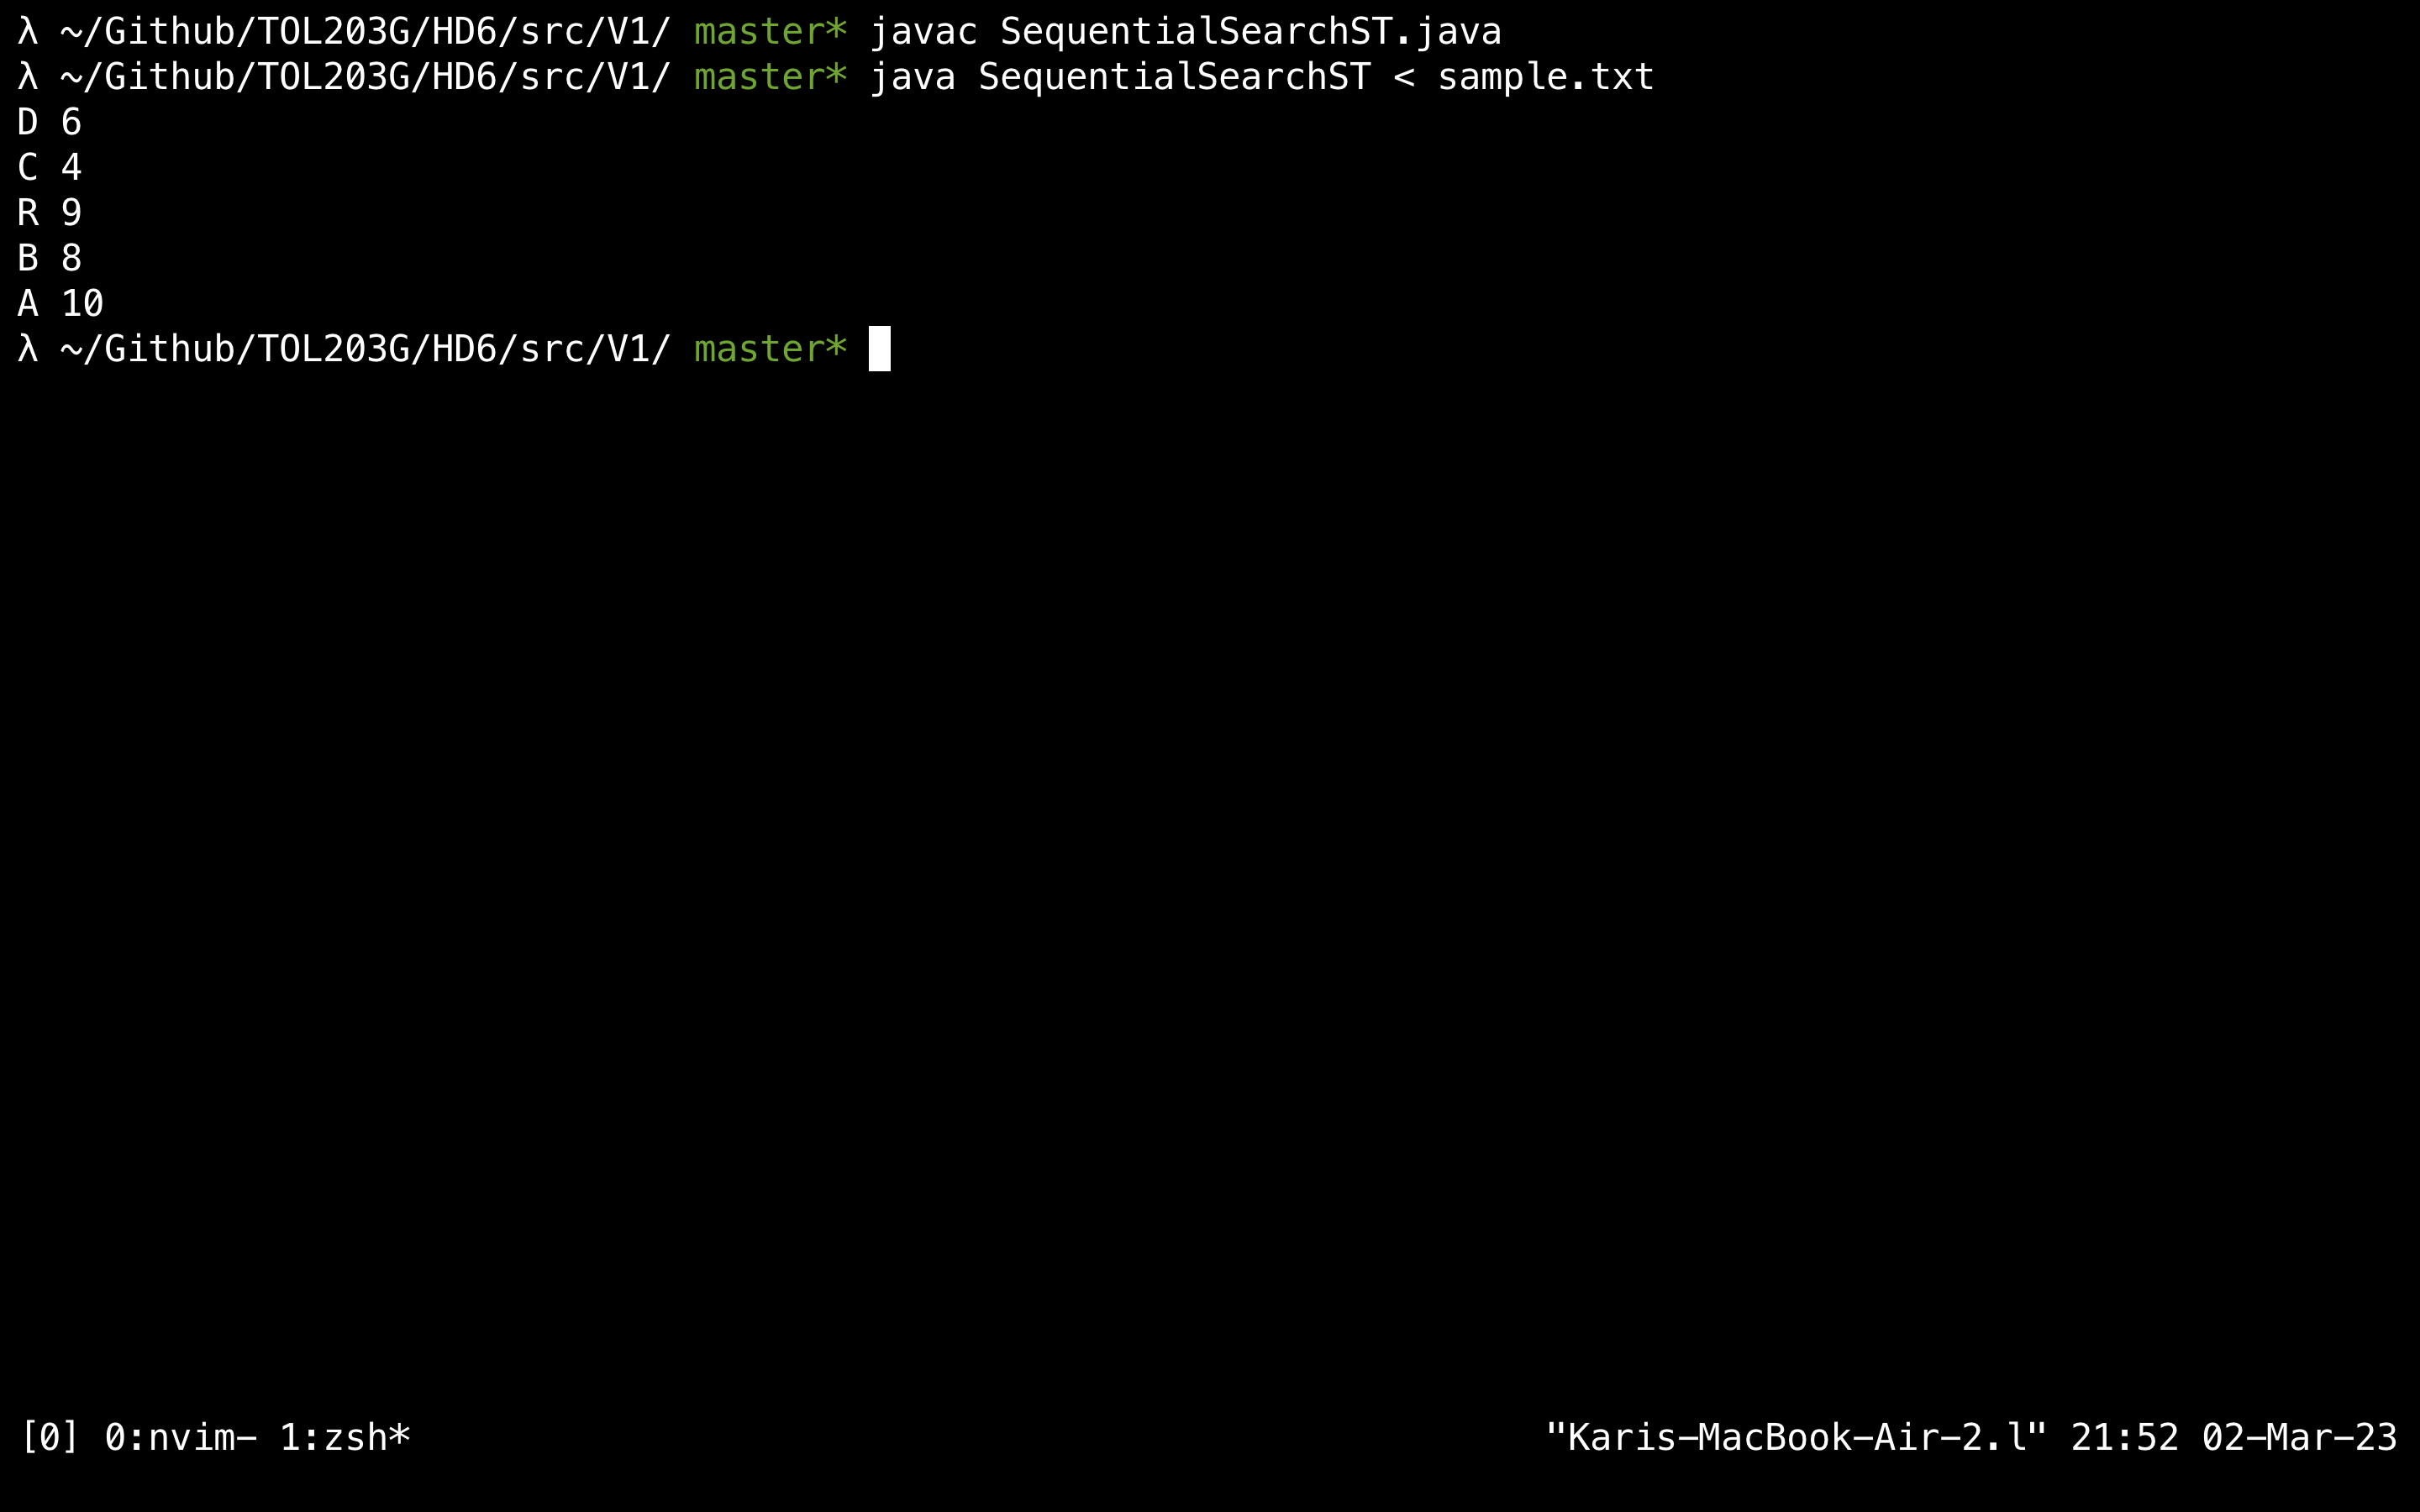 λ ~/Github/TOL203G/HD6/src/V1/ master* javac SequentialSearchST.java
λ ~/Github/TOL203G/HD6/src/V1/ master* java SequentialSearchST < sample.txt
D 6
C 4
R 9
B 8
A 10
λ ~/Github/TOL203G/HD6/src/V1/ master*
[0] 0:nvim- 1:zsh* "Karis-MacBook-Air-2.l" 21:52 02-Mar-23